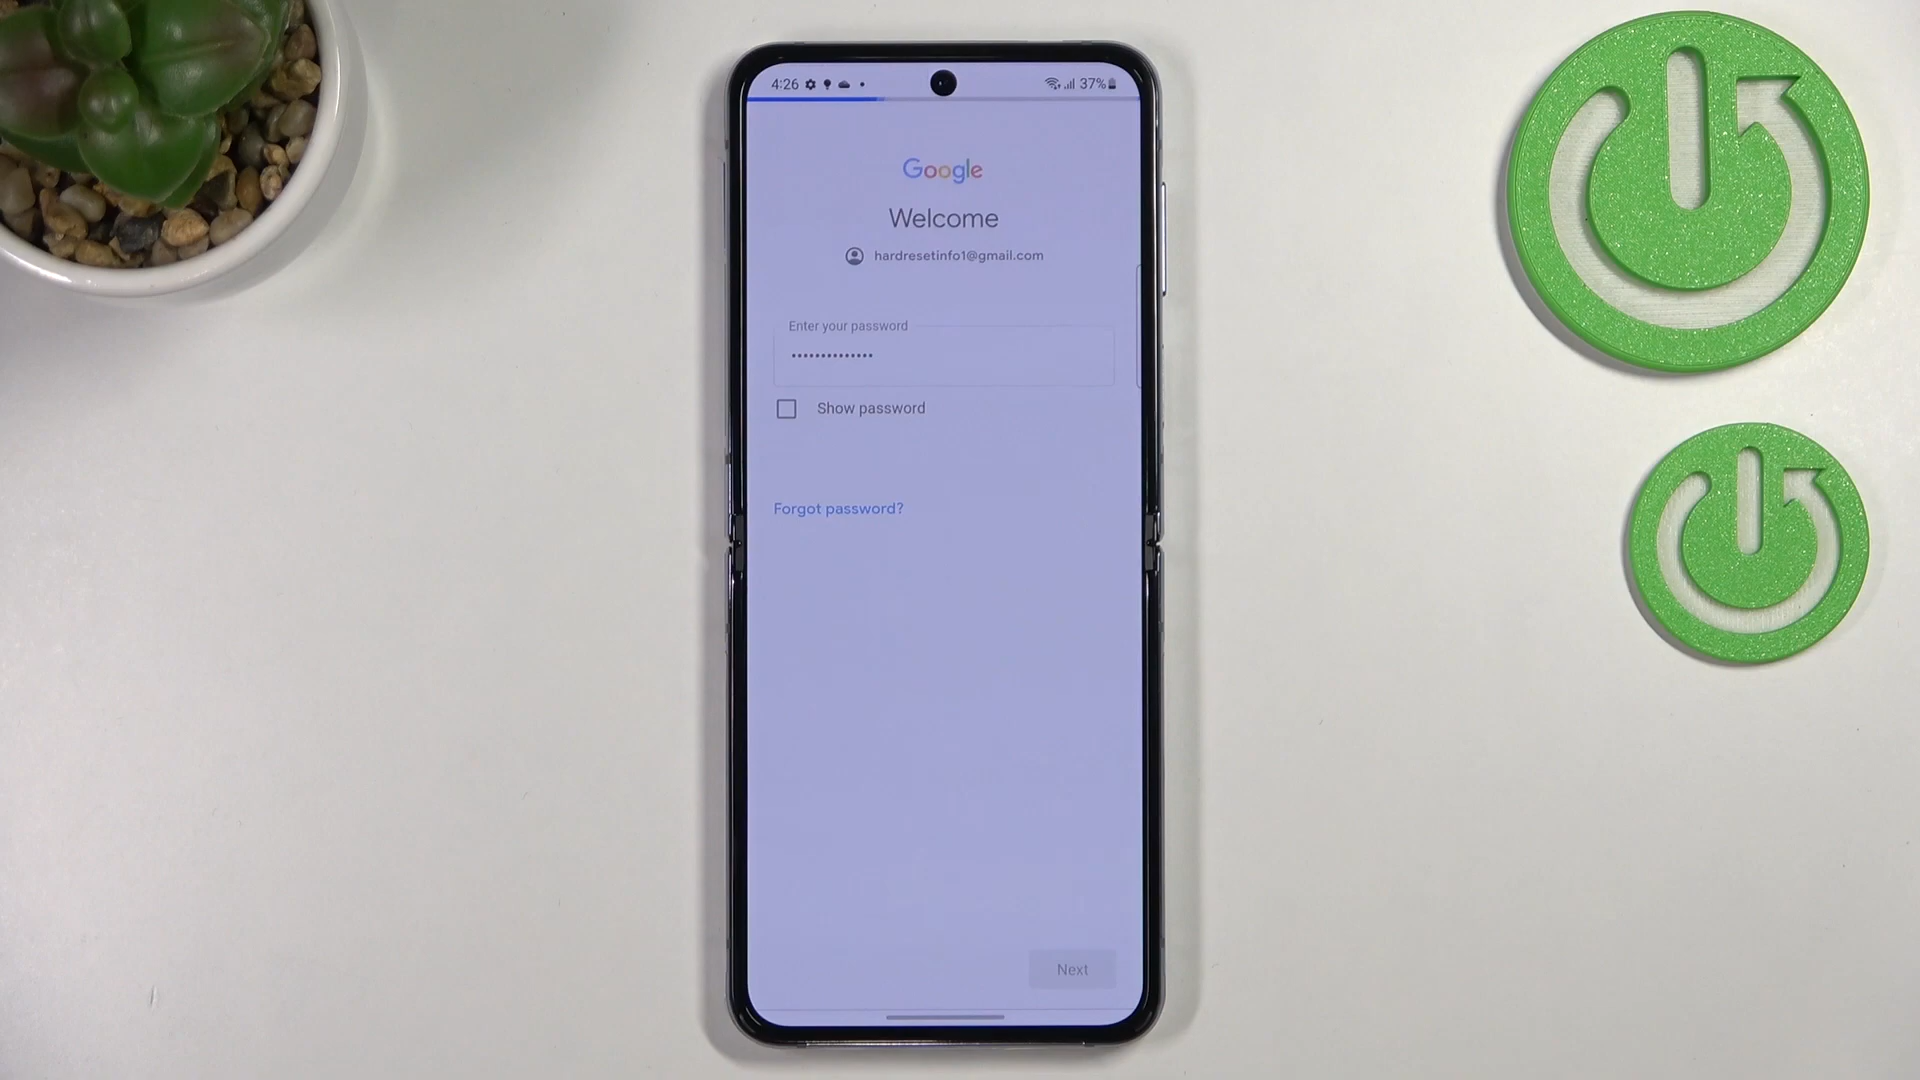 4:26 37%
Google
Welcome
hardresetinfo1@gmail.com
Enter your password
••••••••••••••
Show password
Forgot password?
Next